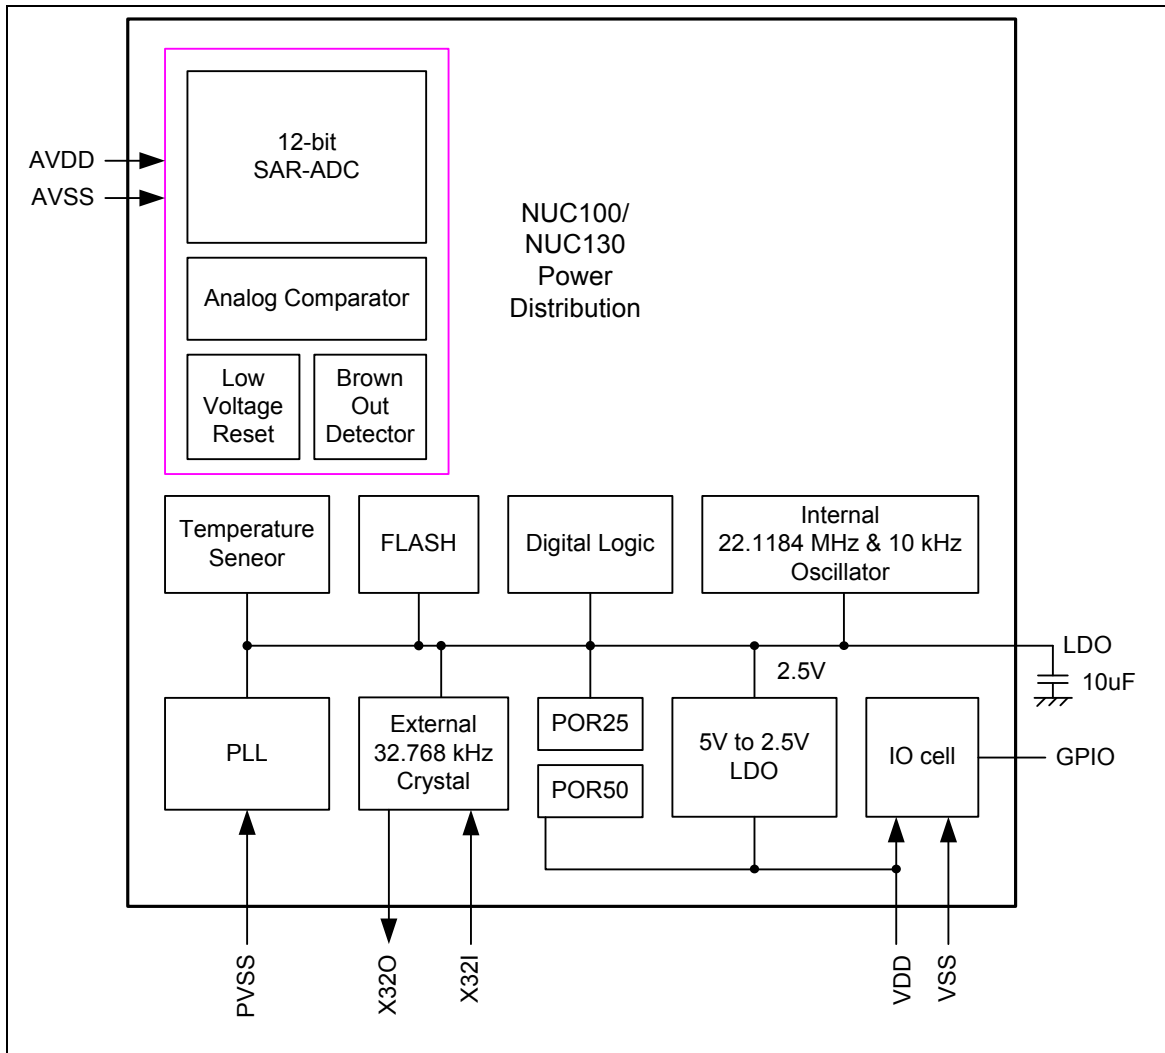 12-bit
SAR-ADC
AVDD
AVSS
NUC100/
NUC130
Power
Distribution
Analog Comparator
Low
Voltage
Reset
Brown
Out
Detector
Temperature
Seneor
FLASH
Digital Logic
Internal
22.1184 MHz & 10 kHz
Oscillator
LDO
2.5V
10uF
PLL
External
32.768 kHz
Crystal
POR25
POR50
5V to 2.5V
LDO
IO cell
GPIO
PVSS
X32O
X32I
VDD
VSS